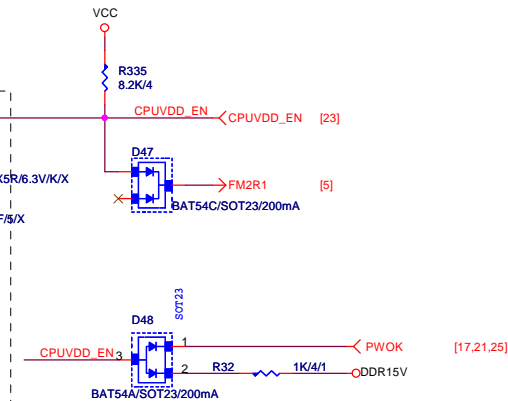 VCC
R335
8.2K/4
CPUVDD_EN
CPUVDD_EN [23]
D47
X5R/6.3V/K/X
FM2R1 [5]
BAT54C/SOT23/200mA
F/5/X
SOT23
D48
1
PWOK [17,21,25]
CPUVDD_EN 3
2
R32 1K/4/1 DDR15V
BAT54A/SOT23/200mA